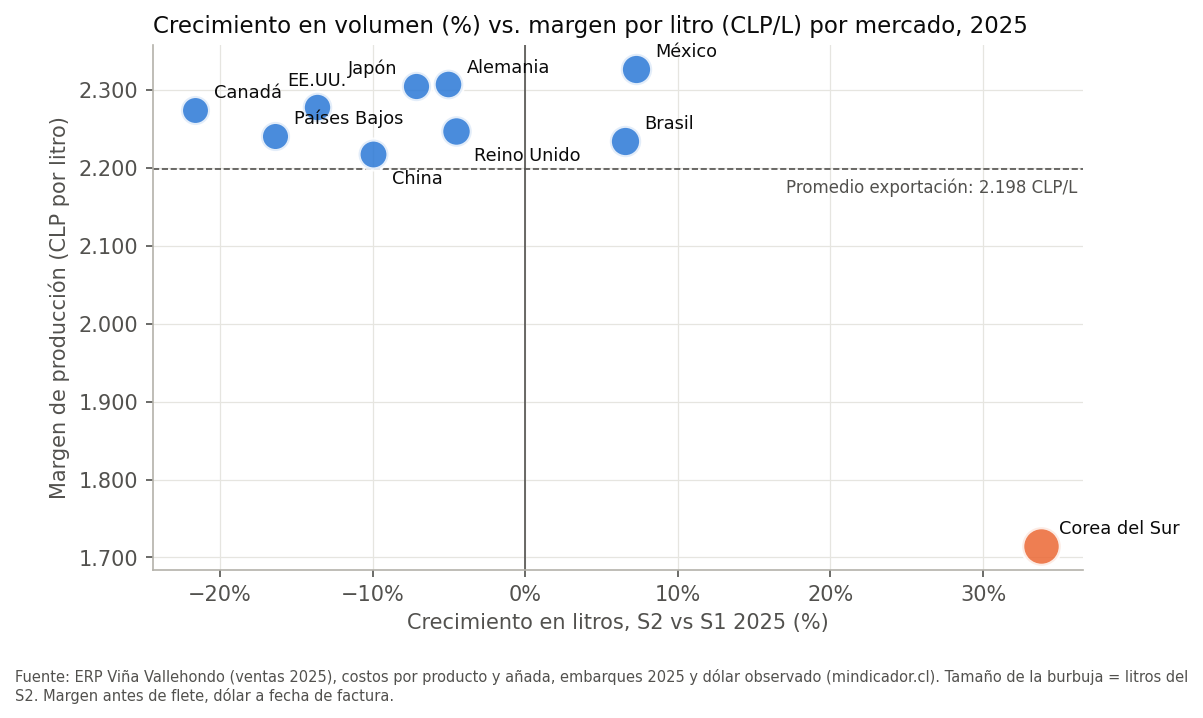 Crecimiento en volumen (%) vs. margen por litro (CLP/L) por mercado, 2025
México
Japón
Alemania
EE.UU.
Canadá
Países Bajos
Brasil
Reino Unido
China
Promedio exportación: 2.198 CLP/L
Corea del Sur
Margen de producción (CLP por litro)
2.300
2.200
2.100
2.000
1.900
1.800
1.700
−20%
−10%
0%
10%
20%
30%
Crecimiento en litros, S2 vs S1 2025 (%)
Fuente: ERP Viña Vallehondo (ventas 2025), costos por producto y añada, embarques 2025 y dólar observado (mindicador.cl). Tamaño de la burbuja = litros del
S2. Margen antes de flete, dólar a fecha de factura.